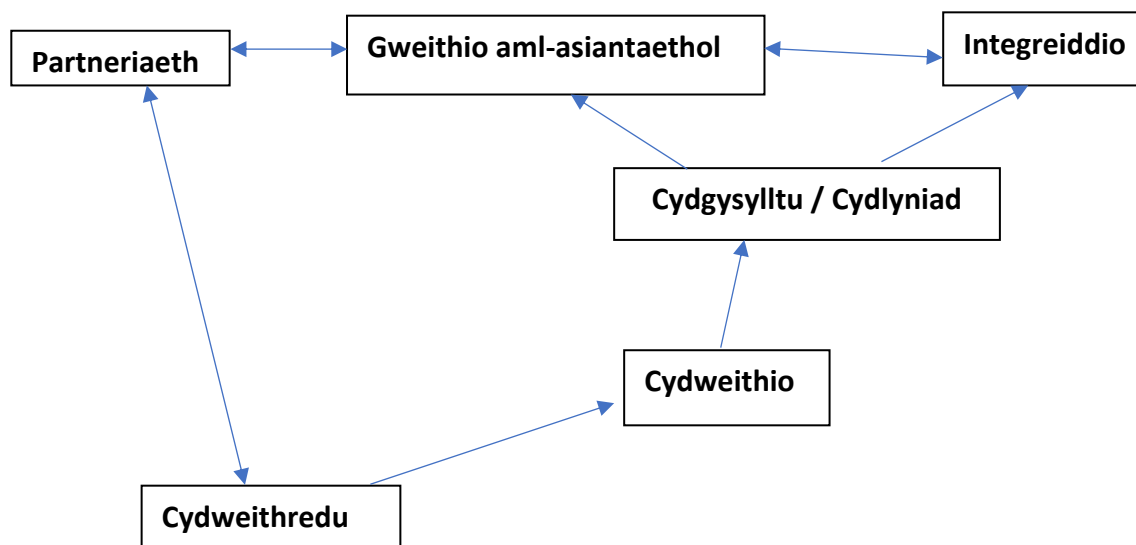 Partneriaeth
Gweithio aml-asiantaethol
Integreiddio
Cydgysylltu / Cydlyniad
Cydweithio
Cydweithredu